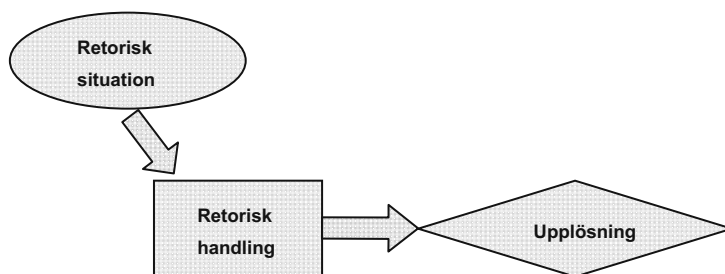 Retorisk
situation
Retorisk
handling
Upplösning